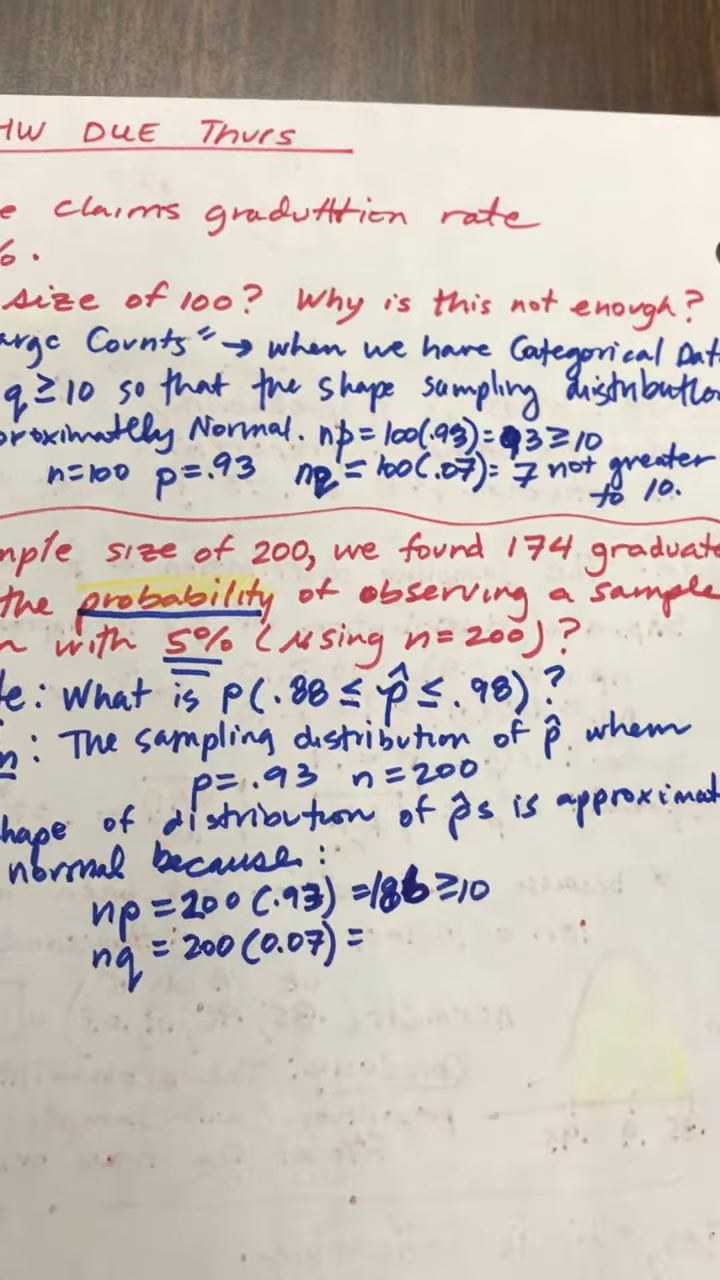 HW DUE Thurs
e claims graduttion rate
%.
size of 100? Why is this not enough?
arge Counts" → when we have Categorical Dat
q ≥ 10 so that the shape sampling distributio
roximately Normal. np = 100(.93) = 93 ≥ 10
n=100 p=.93 nq = 100(.07) = 7 not greater
to 10.
mple size of 200, we found 174 graduate
the probability of observing a sample
n with 5% (using n=200)?
te: What is P(.88 ≤ p̂ ≤ .98)?
n: The sampling distribution of p̂ whem
p=.93 n=200
hape of distribution of p̂s is approximat
normal because:
np = 200(.93) = 186 ≥ 10
nq = 200(0.07) =